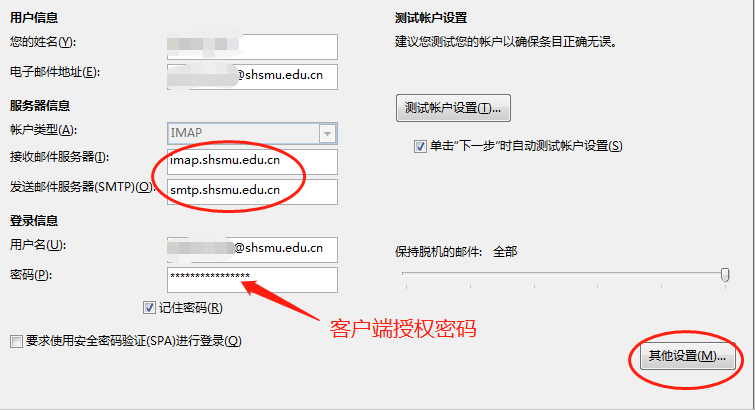 用户信息
您的姓名(Y):
电子邮件地址(E):
@shsmu.edu.cn
服务器信息
帐户类型(A):
IMAP
接收邮件服务器(I):
imap.shsmu.edu.cn
发送邮件服务器(SMTP)(O):
smtp.shsmu.edu.cn
登录信息
用户名(U):
@shsmu.edu.cn
密码(P):
****************
记住密码(R)
客户端授权密码
要求使用安全密码验证(SPA)进行登录(Q)
测试帐户设置
建议您测试您的帐户以确保条目正确无误。
测试帐户设置(T)...
单击“下一步”时自动测试帐户设置(S)
保持脱机的邮件: 全部
其他设置(M)...